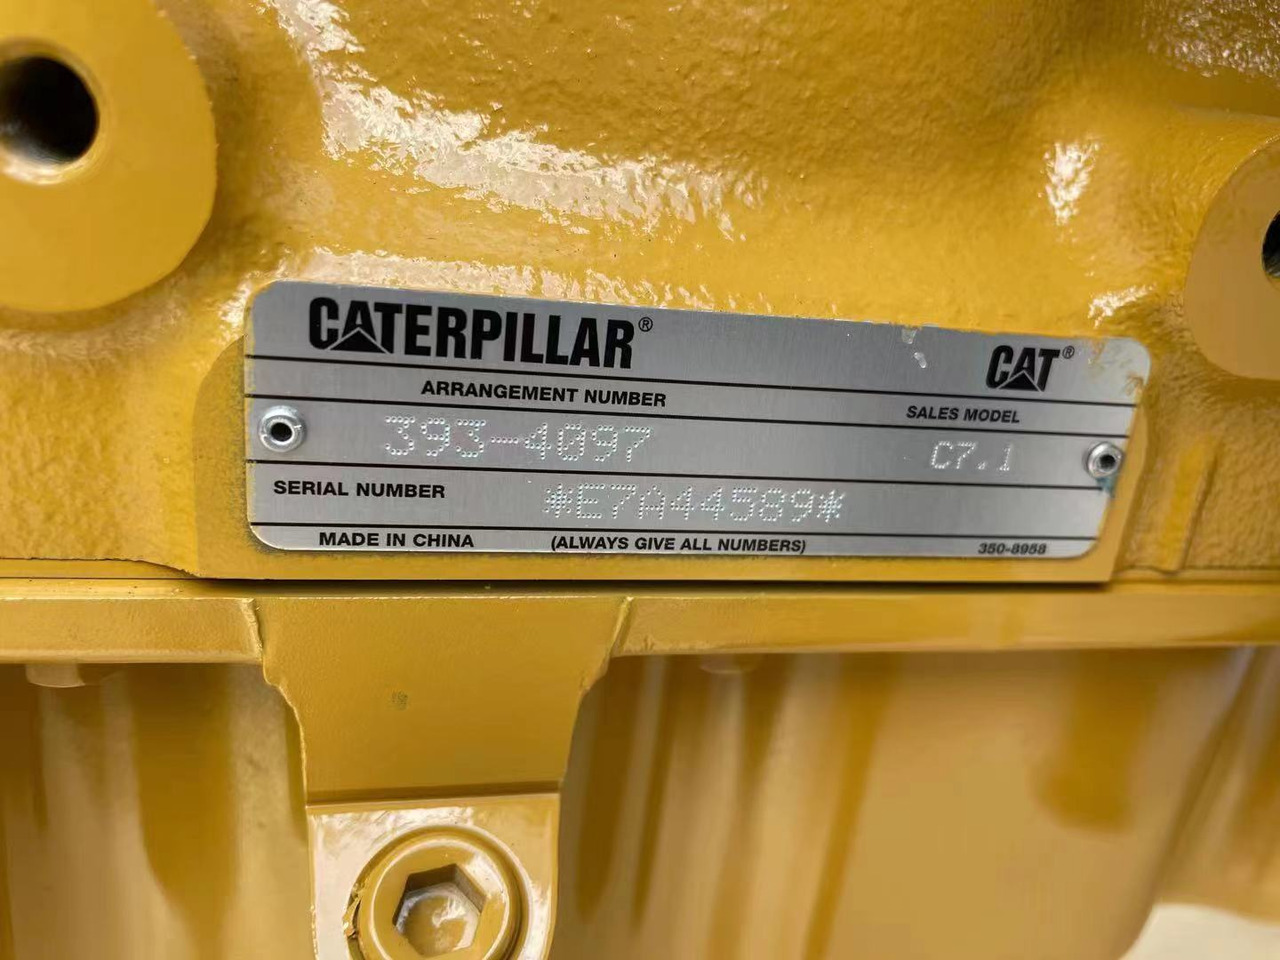 CATERPILLAR®
CAT®
ARRANGEMENT NUMBER
SALES MODEL
393-4097
C7.1
SERIAL NUMBER
*E7A44589*
MADE IN CHINA
(ALWAYS GIVE ALL NUMBERS)
350-8958